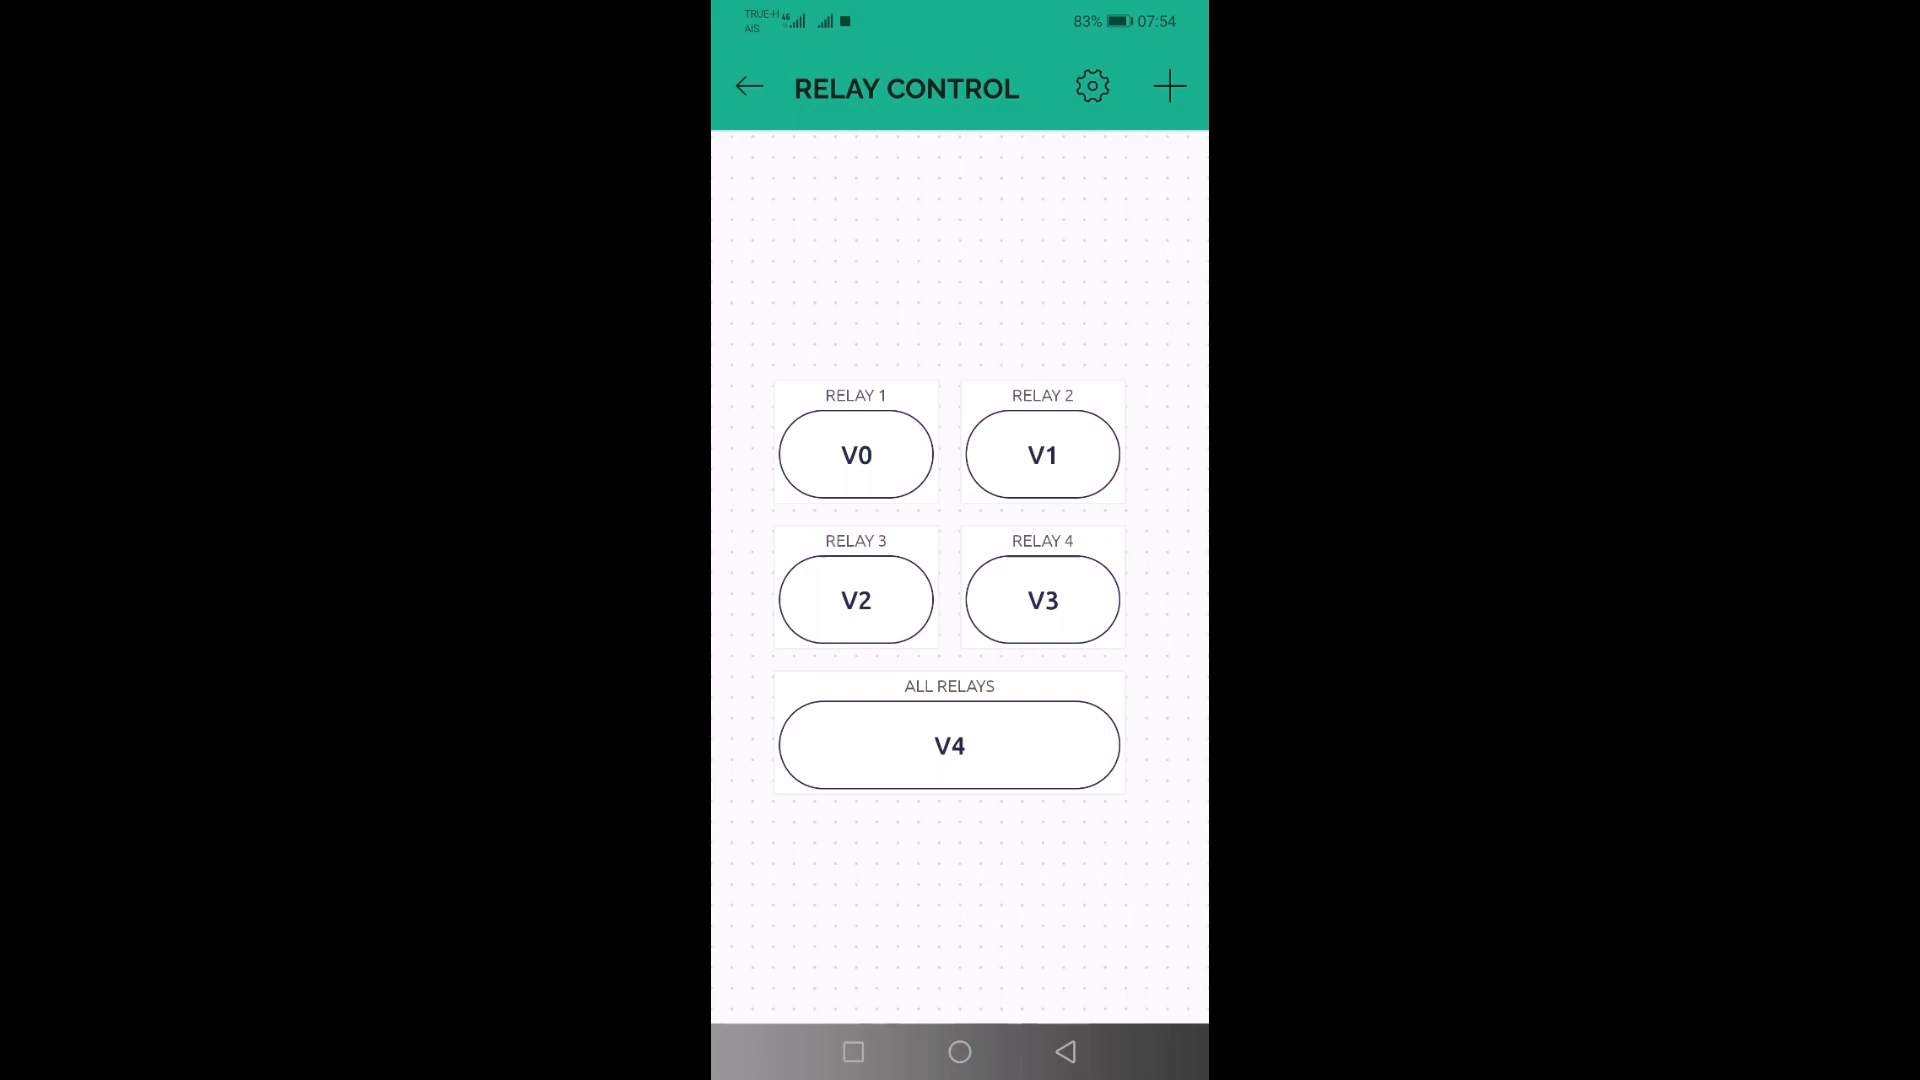 TRUE-H
AIS
83% 07:54
RELAY CONTROL
RELAY 1 RELAY 2
V0 V1
RELAY 3 RELAY 4
V2 V3
ALL RELAYS
V4